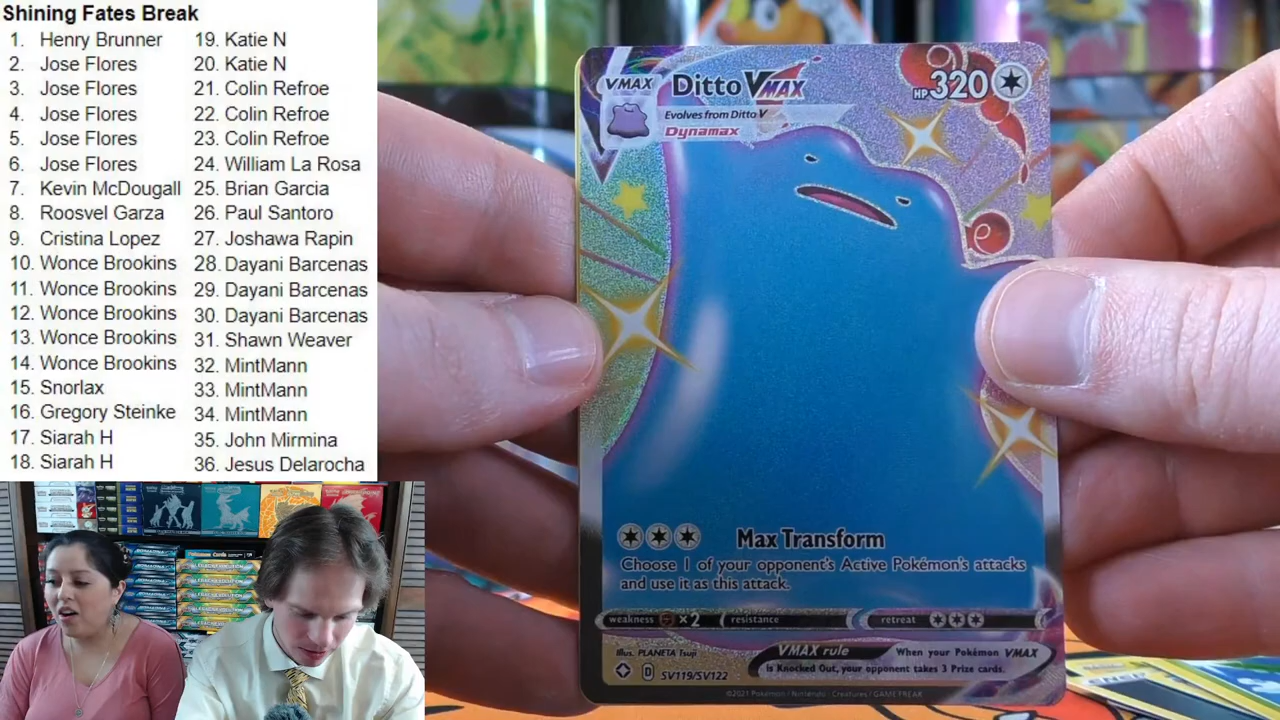 Shining Fates Break
1. Henry Brunner
2. Jose Flores
3. Jose Flores
4. Jose Flores
5. Jose Flores
6. Jose Flores
7. Kevin McDougall
8. Roosvel Garza
9. Cristina Lopez
10. Wonce Brookins
11. Wonce Brookins
12. Wonce Brookins
13. Wonce Brookins
14. Wonce Brookins
15. Snorlax
16. Gregory Steinke
17. Siarah H
18. Siarah H
19. Katie N
20. Katie N
21. Colin Refroe
22. Colin Refroe
23. Colin Refroe
24. William La Rosa
25. Brian Garcia
26. Paul Santoro
27. Joshawa Rapin
28. Dayani Barcenas
29. Dayani Barcenas
30. Dayani Barcenas
31. Shawn Weaver
32. MintMann
33. MintMann
34. MintMann
35. John Mirmina
36. Jesus Delarocha
VMAX Ditto VMAX HP 320
Evolves from Ditto V
Dynamax
Max Transform
Choose 1 of your opponent's Active Pokémon's attacks
and use it as this attack.
weakness ×2 resistance retreat
Illus. PLANETA Tsuji
VMAX rule When your Pokémon VMAX
is Knocked Out, your opponent takes 3 Prize cards.
D SV119/SV122
©2021 Pokémon / Nintendo / Creatures / GAME FREAK